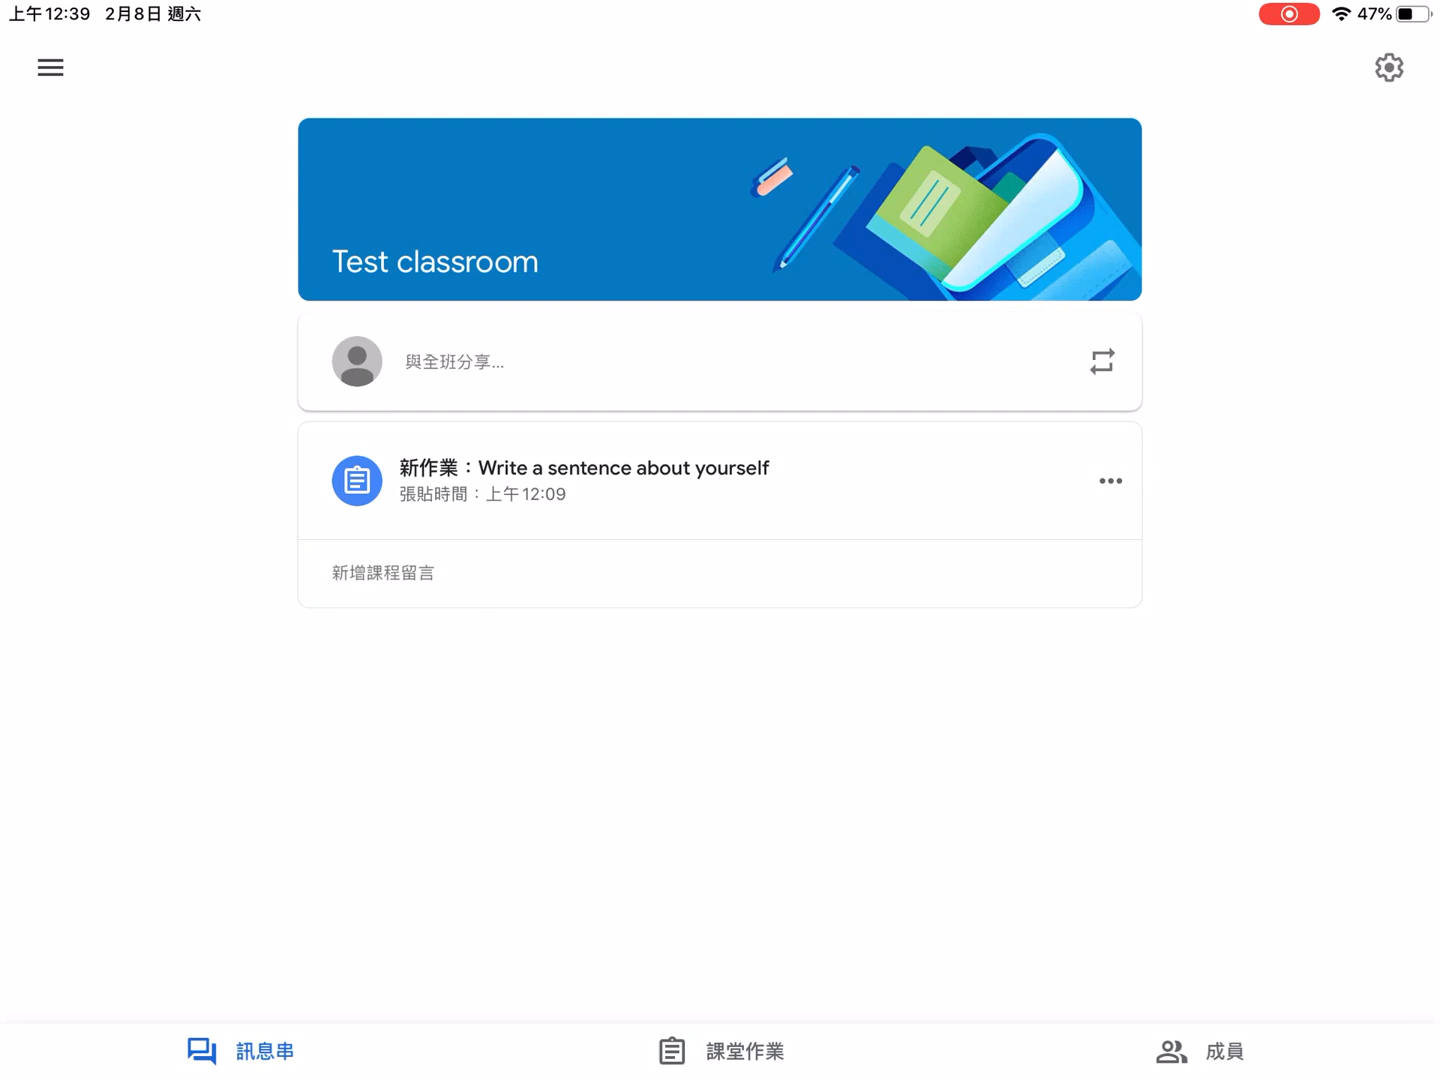 上午12:39 2月8日 週六 47%
Test classroom
與全班分享...
新作業：Write a sentence about yourself
張貼時間：上午12:09
新增課程留言
訊息串 課堂作業 成員